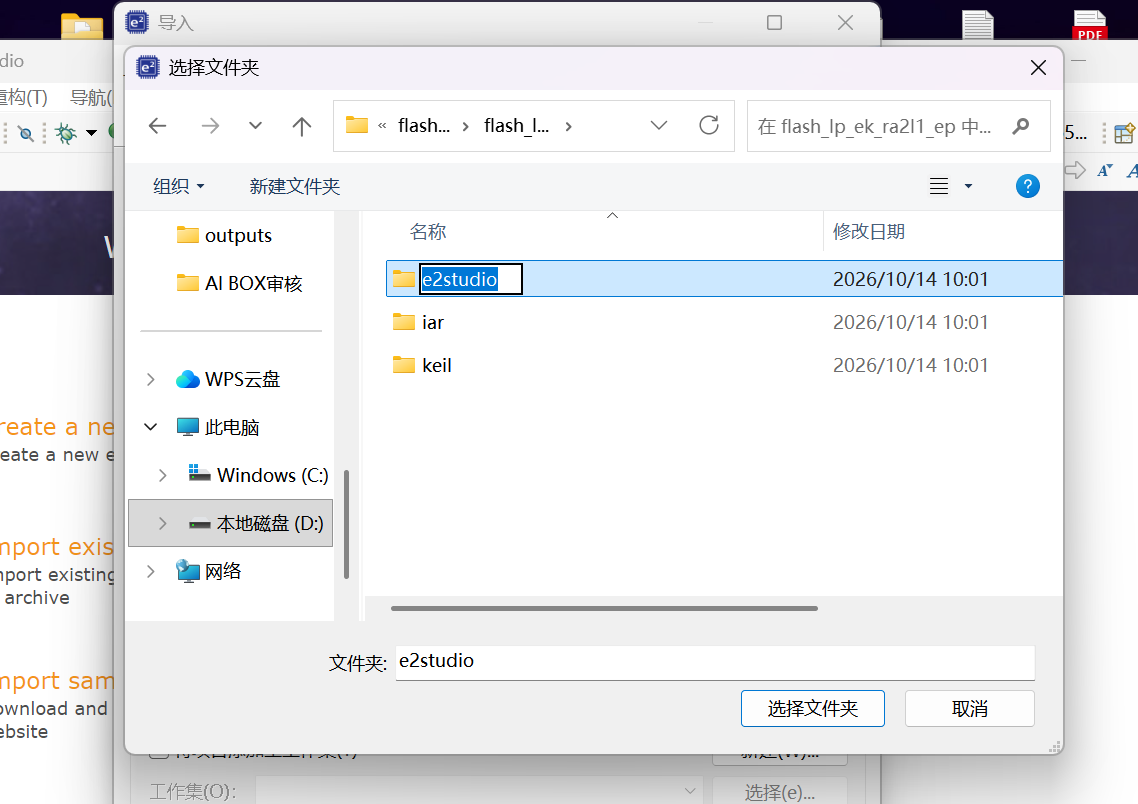 导入
PDF
dio
选择文件夹
重构(T) 导航(
« flash... › flash_l... ›
在 flash_lp_ek_ra2l1_ep 中...
5...
组织
新建文件夹
?
outputs
AI BOX审核
WPS云盘
此电脑
Windows (C:)
本地磁盘 (D:)
网络
名称 修改日期
e2studio 2026/10/14 10:01
iar 2026/10/14 10:01
keil 2026/10/14 10:01
reate a ne
eate a new e
mport exis
mport existing
archive
mport sam
ownload and
ebsite
文件夹: e2studio
选择文件夹 取消
工作集(O): 选择(e)...